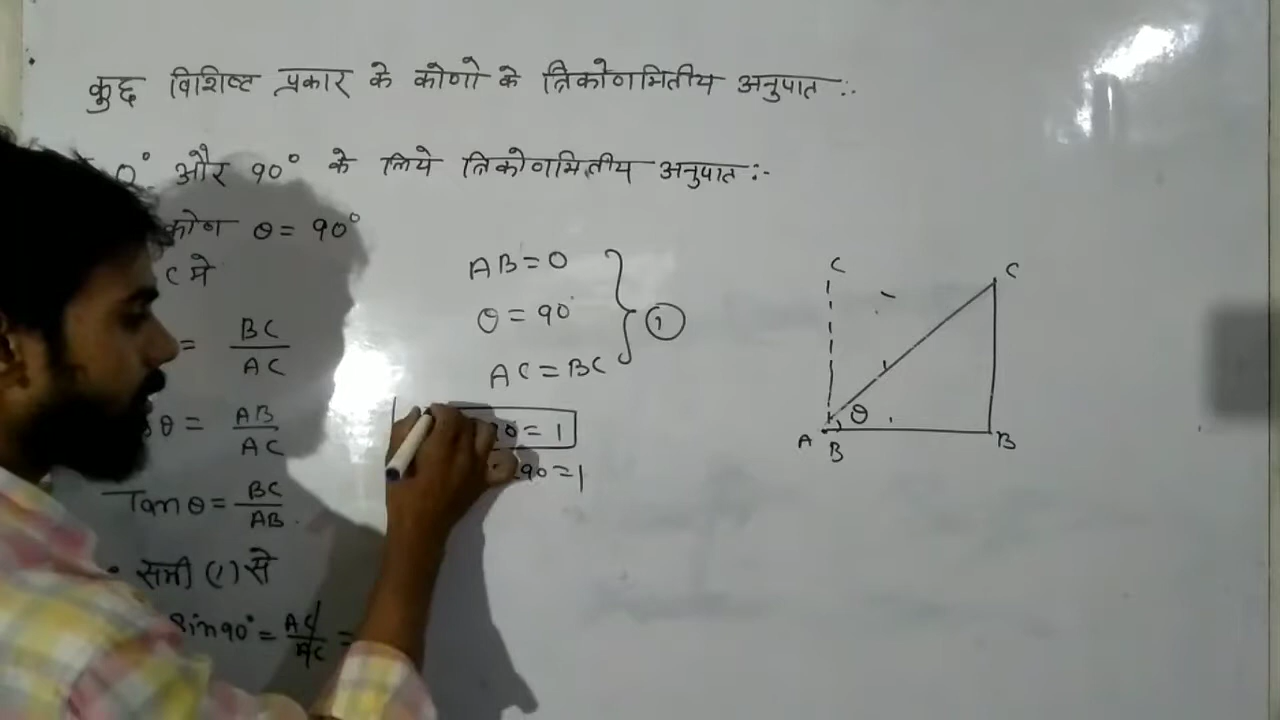 कुछ विशिष्ट प्रकार के कोणो के त्रिकोणमितीय अनुपात :-
0° और 90° के लिये त्रिकोणमितीय अनुपात :-
कोण θ = 90°
C मे
= BC / AC
θ = AB / AC
Tan θ = BC / AB
समी (1) से
Sin 90° = AC / AC =
AB = 0
θ = 90°
AC = BC
1
90 = 1
90 = 1
C
C
θ
A
B
B